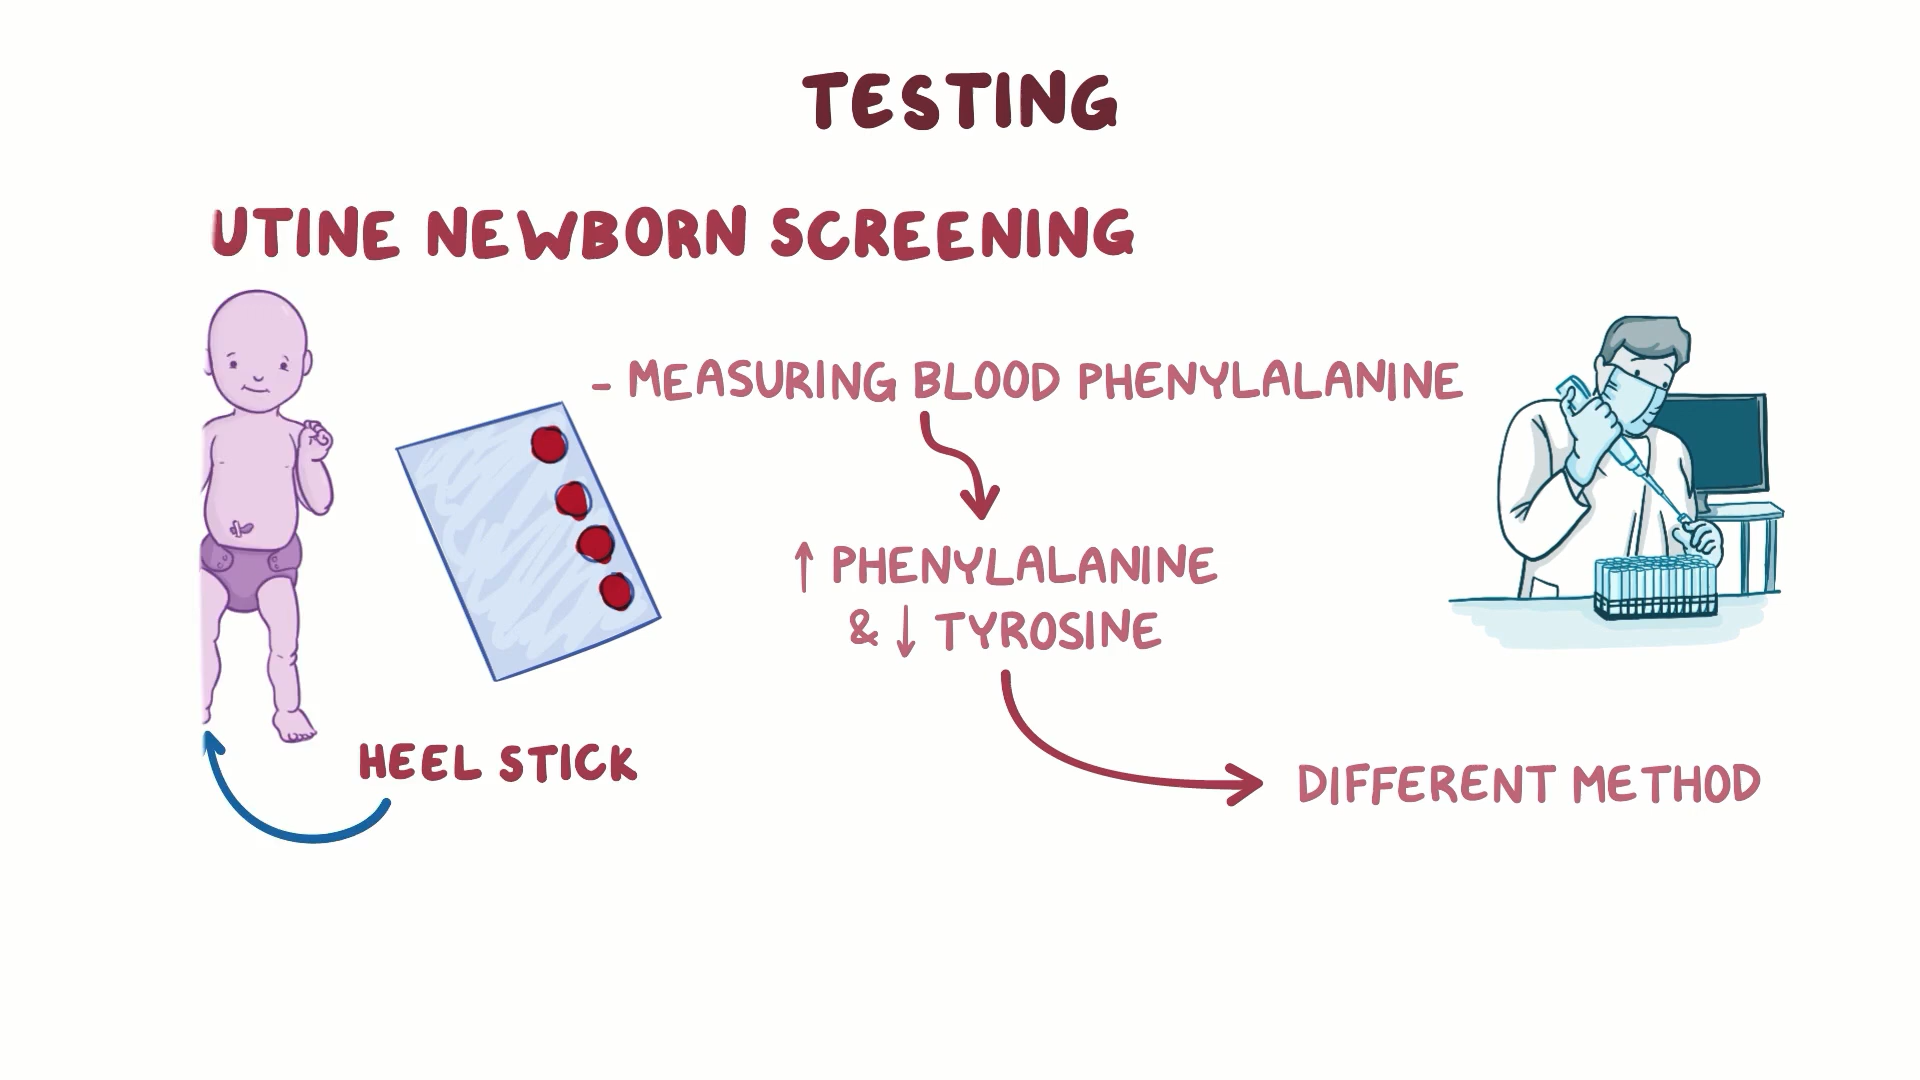 TESTING
UTINE NEWBORN SCREENING
- MEASURING BLOOD PHENYLALANINE
↑ PHENYLALANINE
& ↓ TYROSINE
HEEL STICK
DIFFERENT METHOD